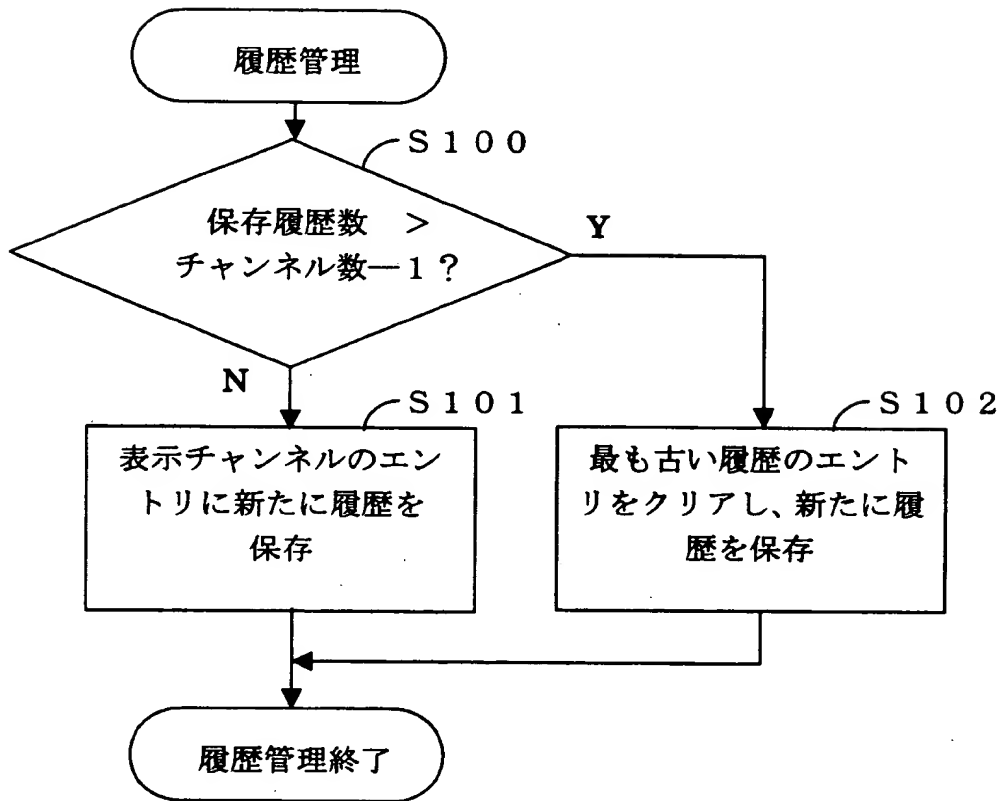 履歴管理
S100
保存履歴数 >
チャンネル数―1?
Y
N
S101
表示チャンネルのエン
トリに新たに履歴を
保存
S102
最も古い履歴のエント
リをクリアし、新たに履
歴を保存
履歴管理終了